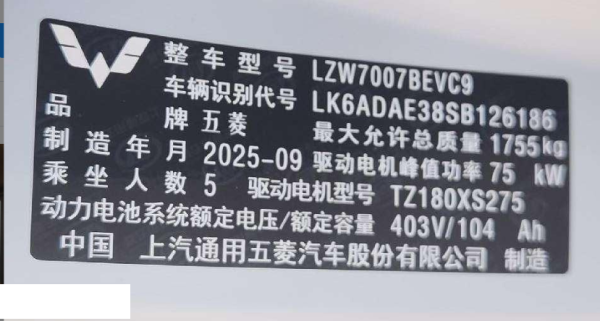 整车型号 LZW7007BEVC9
车辆识别代号 LK6ADAE38SB126186
品牌 五菱 最大允许总质量 1755kg
制造年月 2025-09 驱动电机峰值功率 75 kW
乘坐人数 5 驱动电机型号 TZ180XS275
动力电池系统额定电压/额定容量 403V/104 Ah
中国 上汽通用五菱汽车股份有限公司 制造